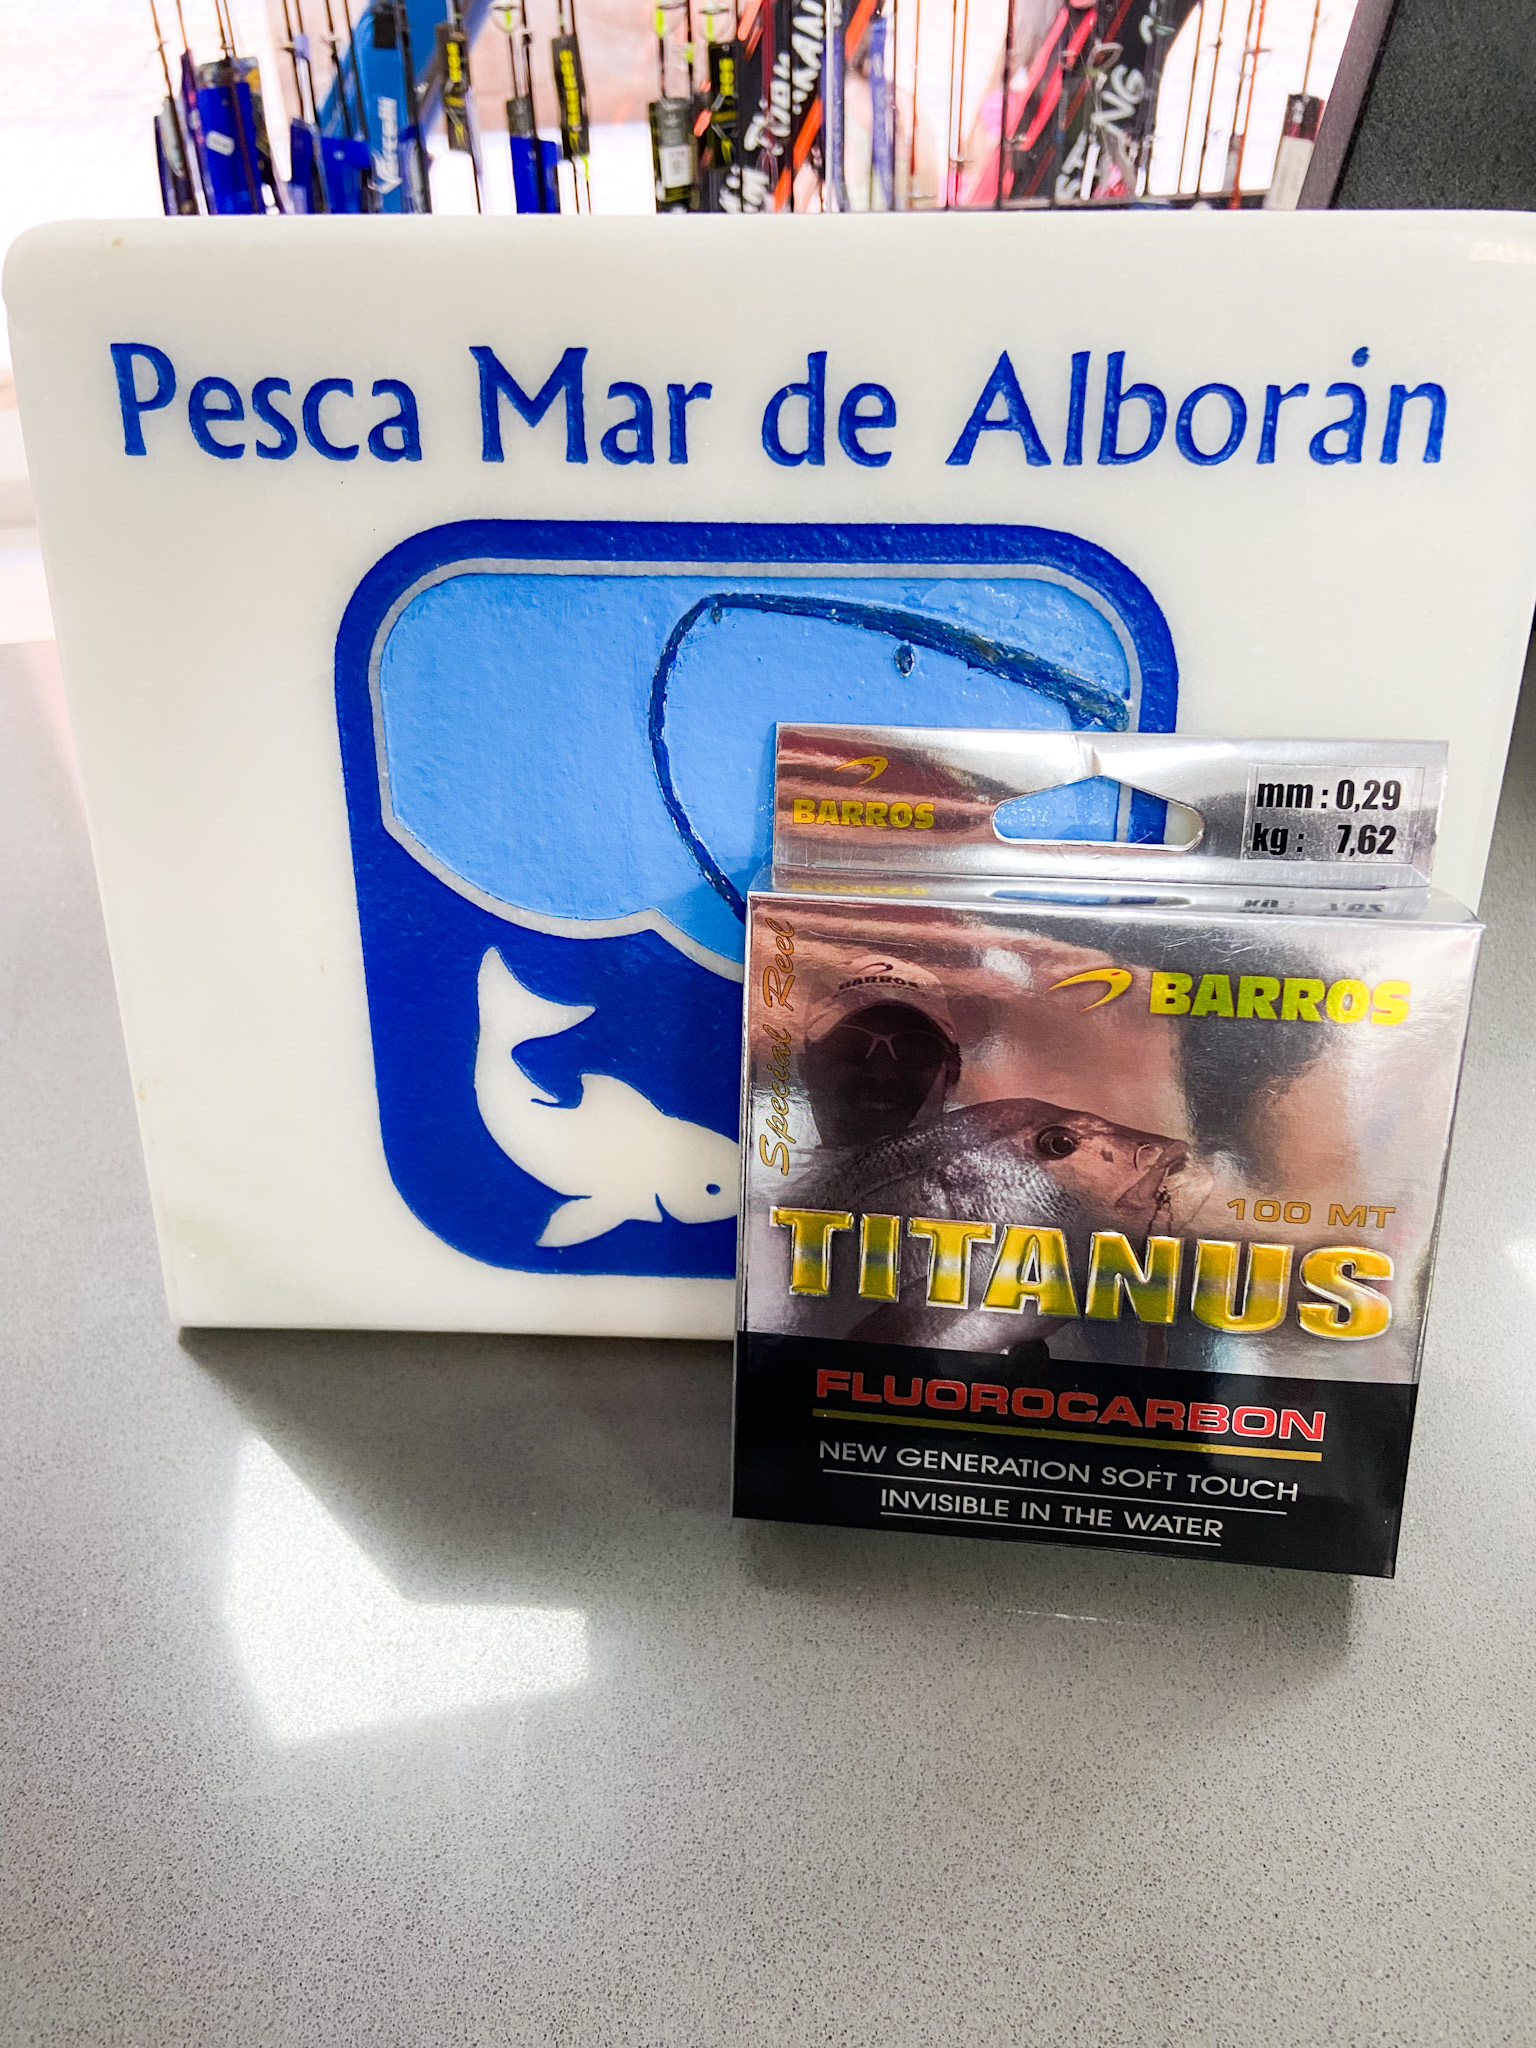 Pesca Mar de Alborán
BARROS
mm : 0,29
kg : 7,62
Special Reel
BARROS
BARROS
100 MT
TITANUS
FLUOROCARBON
NEW GENERATION SOFT TOUCH
INVISIBLE IN THE WATER